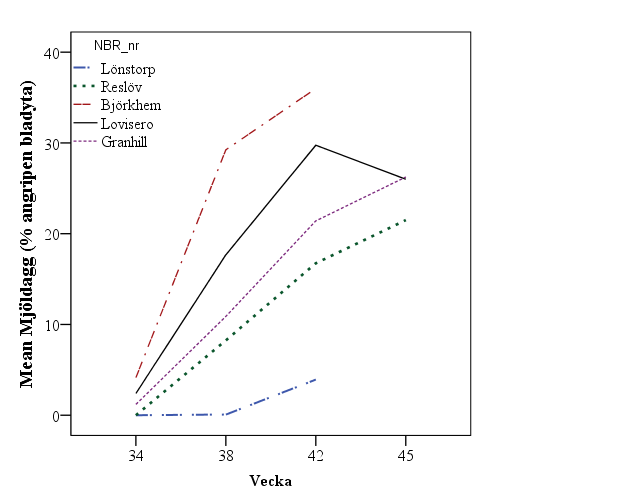 NBR_nr
Lönstorp
Reslöv
Björkhem
Lovisero
Granhill
Mean Mjöldagg (% angripen bladyta)
40
30
20
10
0
34 38 42 45
Vecka